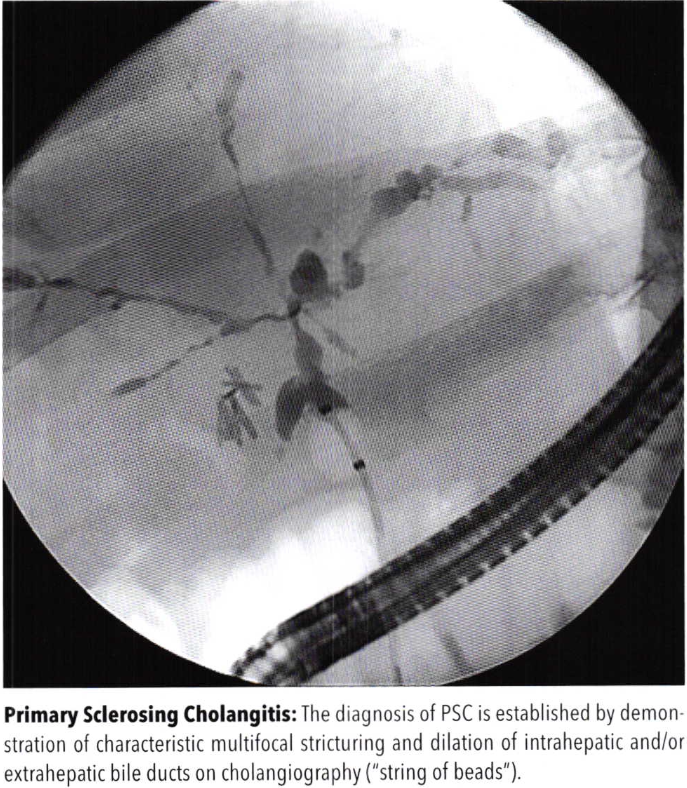 Primary Sclerosing Cholangitis: The diagnosis of PSC is established by demon-
stration of characteristic multifocal stricturing and dilation of intrahepatic and/or
extrahepatic bile ducts on cholangiography ("string of beads").